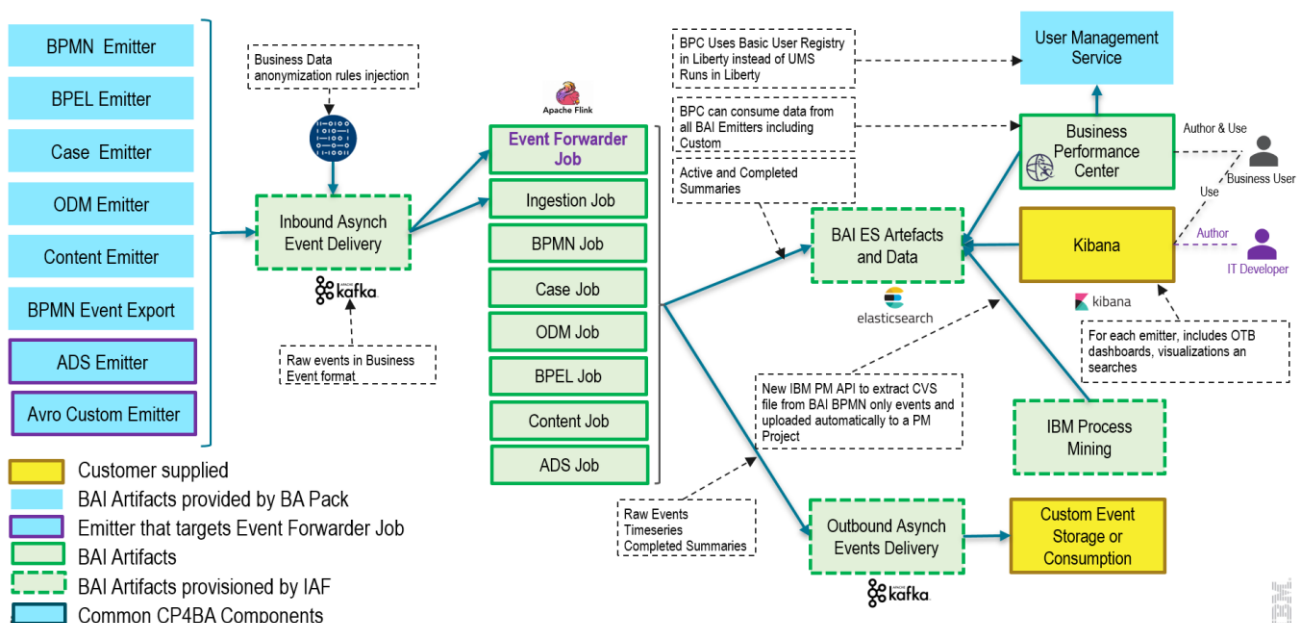 BPMN  Emitter
BPEL Emitter
Case  Emitter
ODM Emitter
Content Emitter
BPMN Event Export
ADS Emitter
Avro Custom Emitter
Business Data
anonymization rules injection
Inbound Asynch
Event Delivery
APACHE
kafka
Raw events in Business
Event format
Apache Flink
Event Forwarder
Job
Ingestion Job
BPMN Job
Case Job
ODM Job
BPEL Job
Content Job
ADS Job
BPC Uses Basic User Registry
in Liberty instead of UMS
Runs in Liberty
BPC can consume data from
all BAI Emitters including
Custom
Active and Completed
Summaries
BAI ES Artefacts
and Data
elasticsearch
New IBM PM API to extract CVS
file from BAI BPMN only events and
uploaded automatically to a PM
Project
Raw Events
Timeseries
Completed Summaries
Outbound Asynch
Events Delivery
APACHE
kafka
User Management
Service
Business
Performance
Center
Kibana
kibana
Author & Use
Business User
Use
Author
IT Developer
For each emitter, includes OTB
dashboards, visualizations an
searches
IBM Process
Mining
Custom Event
Storage or
Consumption
Customer supplied
BAI Artifacts provided by BA Pack
Emitter that targets Event Forwarder Job
BAI Artifacts
BAI Artifacts provisioned by IAF
Common CP4BA Components
IBM